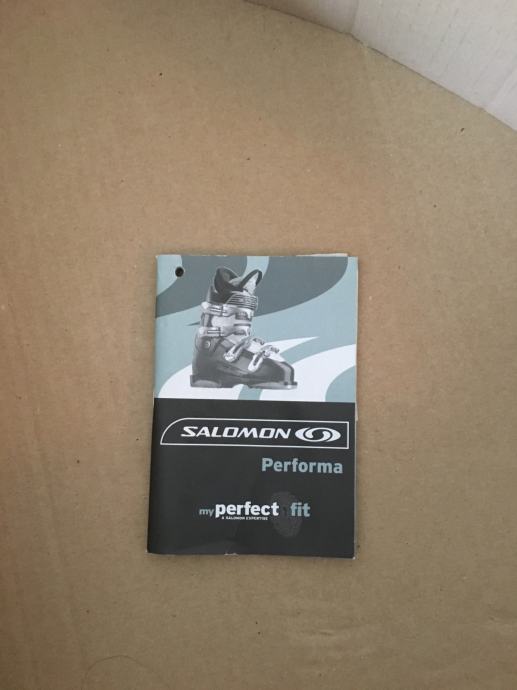 SALOMON
Performa
my perfect fit
A SALOMON EXPERTISE